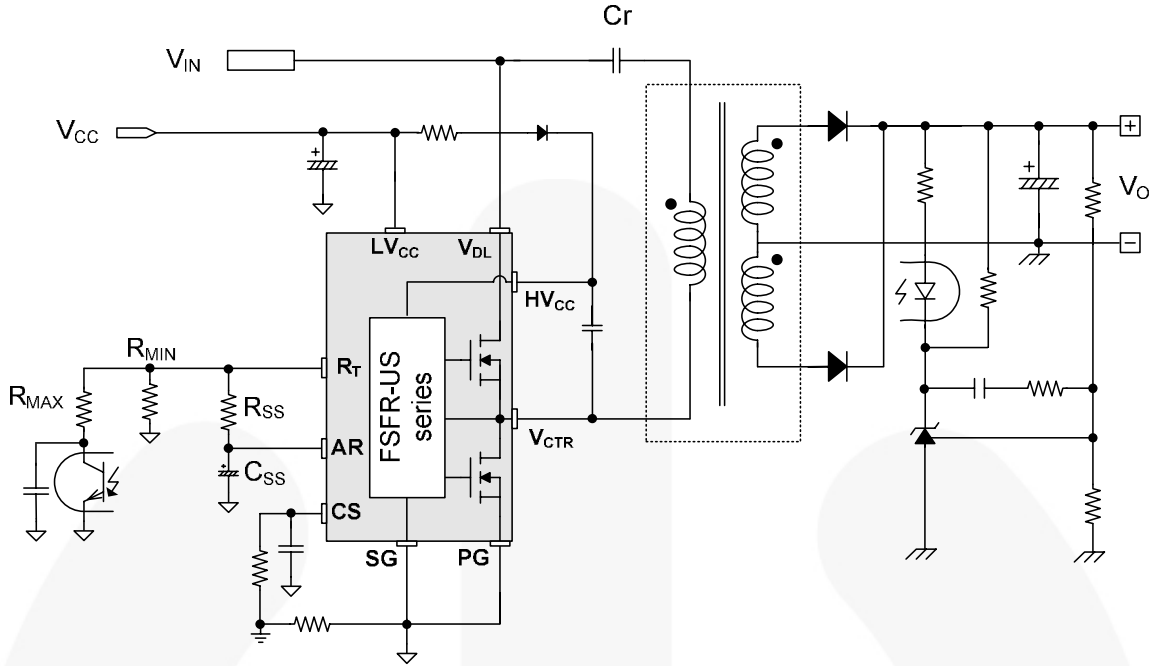 Cr
V_IN
V_CC
LV_CC
V_DL
HV_CC
R_MIN
R_T
R_MAX
R_SS
FSFR-US
series
V_CTR
AR
C_SS
CS
SG
PG
+
+
+
+
V_O
−